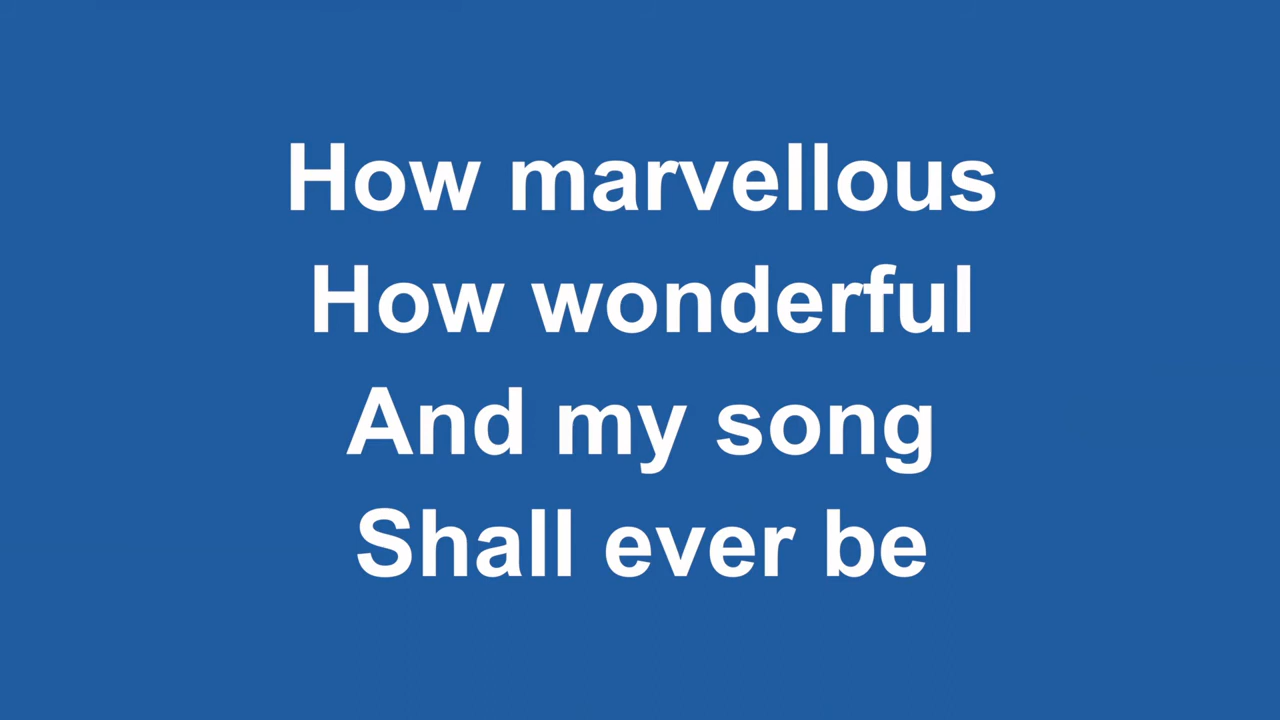 How marvellous
How wonderful
And my song
Shall ever be